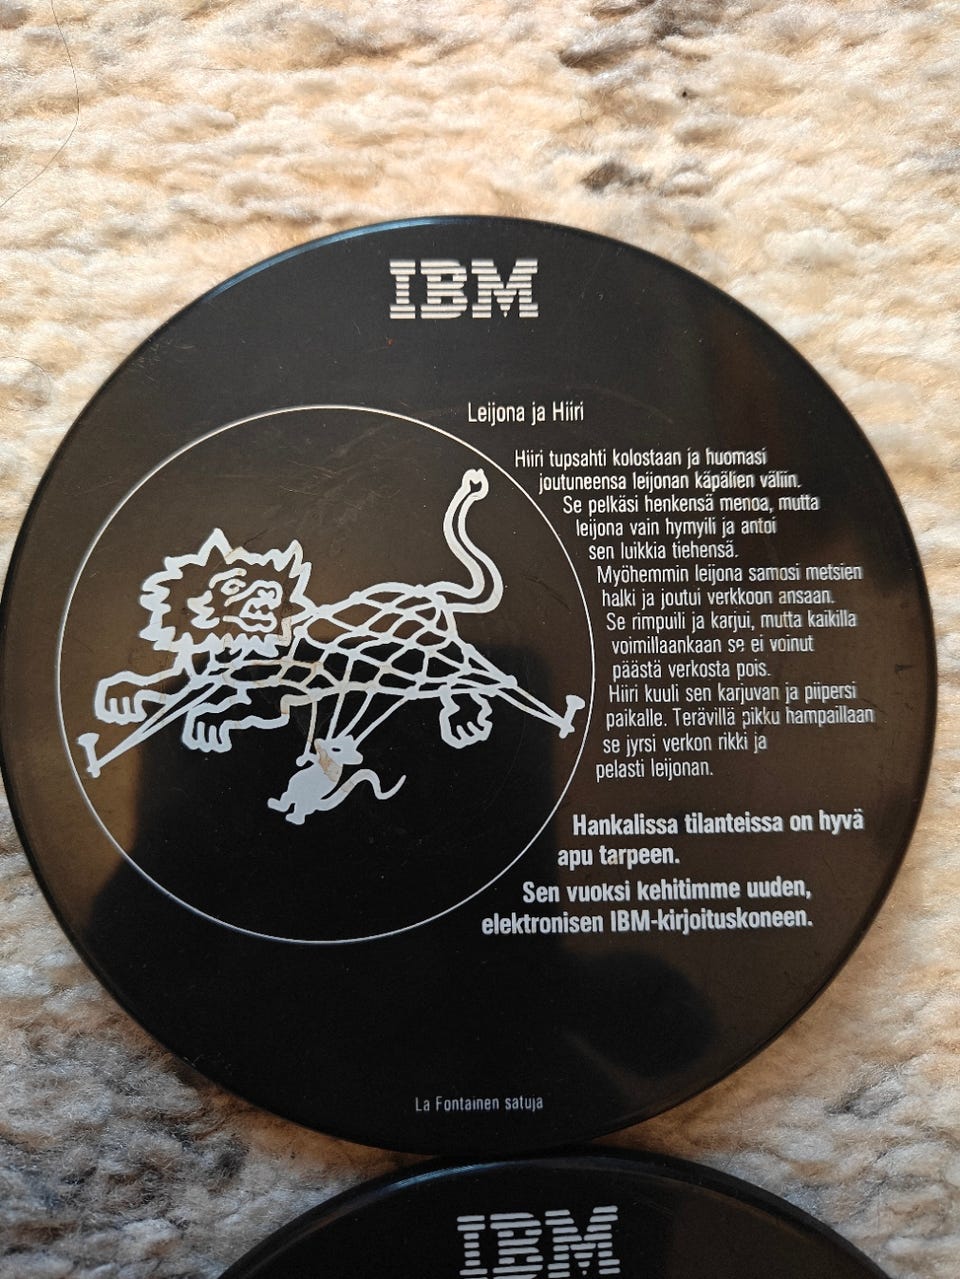 IBM
Leijona ja Hiiri
Hiiri tupsahti kolostaan ja huomasi
joutuneensa leijonan käpälien väliin.
Se pelkäsi henkensä menoa, mutta
leijona vain hymyili ja antoi
sen luikkia tiehensä.
Myöhemmin leijona samosi metsien
halki ja joutui verkkoon ansaan.
Se rimpuili ja karjui, mutta kaikilla
voimillaankaan se ei voinut
päästä verkosta pois.
Hiiri kuuli sen karjuvan ja piipersi
paikalle. Terävillä pikku hampaillaan
se jyrsi verkon rikki ja
pelasti leijonan.
Hankalissa tilanteissa on hyvä
apu tarpeen.
Sen vuoksi kehitimme uuden,
elektronisen IBM-kirjoituskoneen.
La Fontainen satuja
IBM